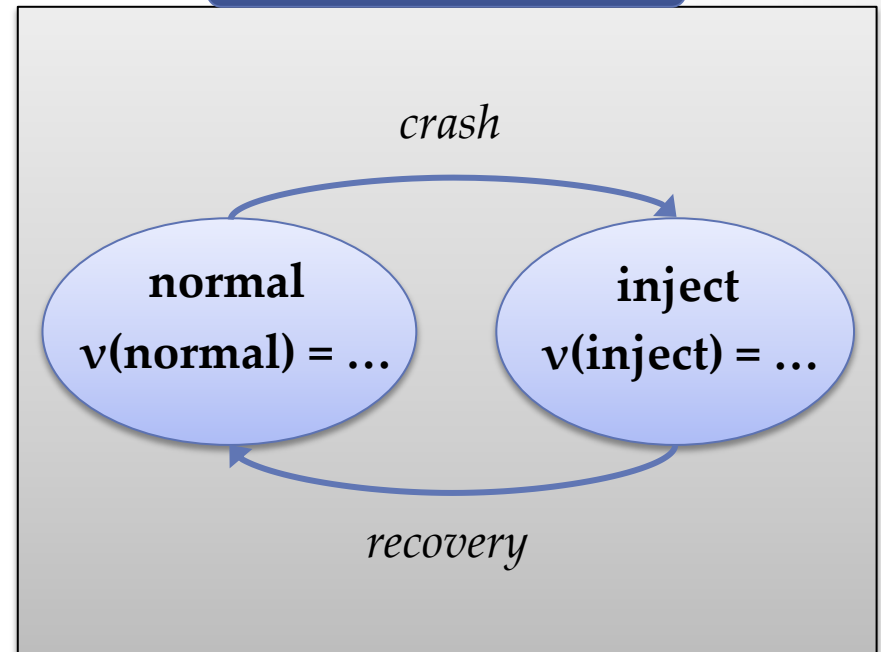 crash
normal
ν(normal) = …
inject
ν(inject) = …
recovery